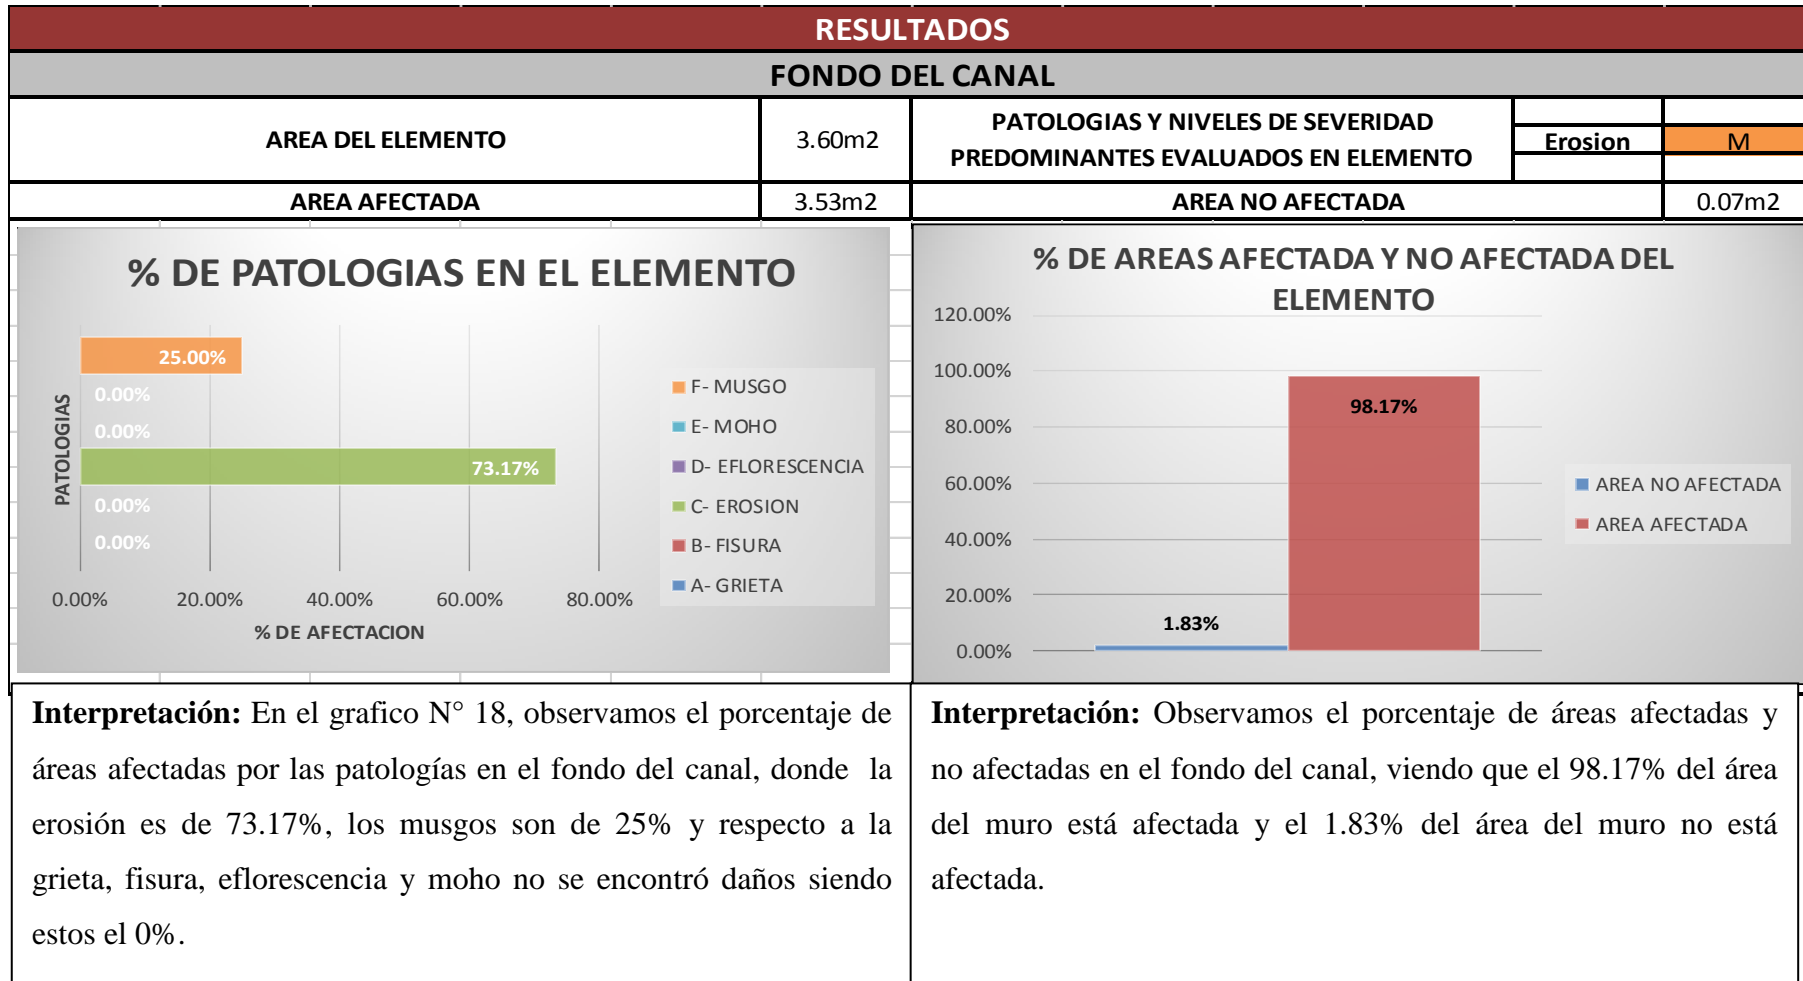 RESULTADOS
FONDO DEL CANAL
AREA DEL ELEMENTO
3.60m2
PATOLOGIAS Y NIVELES DE SEVERIDAD
PREDOMINANTES EVALUADOS EN ELEMENTO
Erosion
M
AREA AFECTADA
3.53m2
AREA NO AFECTADA
0.07m2
% DE PATOLOGIAS EN EL ELEMENTO
PATOLOGIAS
25.00%
0.00%
0.00%
73.17%
0.00%
0.00%
0.00%
20.00%
40.00%
60.00%
80.00%
% DE AFECTACION
F- MUSGO
E- MOHO
D- EFLORESCENCIA
C- EROSION
B- FISURA
A- GRIETA
% DE AREAS AFECTADA Y NO AFECTADA DEL
ELEMENTO
120.00%
100.00%
80.00%
60.00%
40.00%
20.00%
0.00%
1.83%
98.17%
AREA NO AFECTADA
AREA AFECTADA
Interpretación: En el grafico N° 18, observamos el porcentaje de
áreas afectadas por las patologías en el fondo del canal, donde la
erosión es de 73.17%, los musgos son de 25% y respecto a la
grieta, fisura, eflorescencia y moho no se encontró daños siendo
estos el 0%.
Interpretación: Observamos el porcentaje de áreas afectadas y
no afectadas en el fondo del canal, viendo que el 98.17% del área
del muro está afectada y el 1.83% del área del muro no está
afectada.